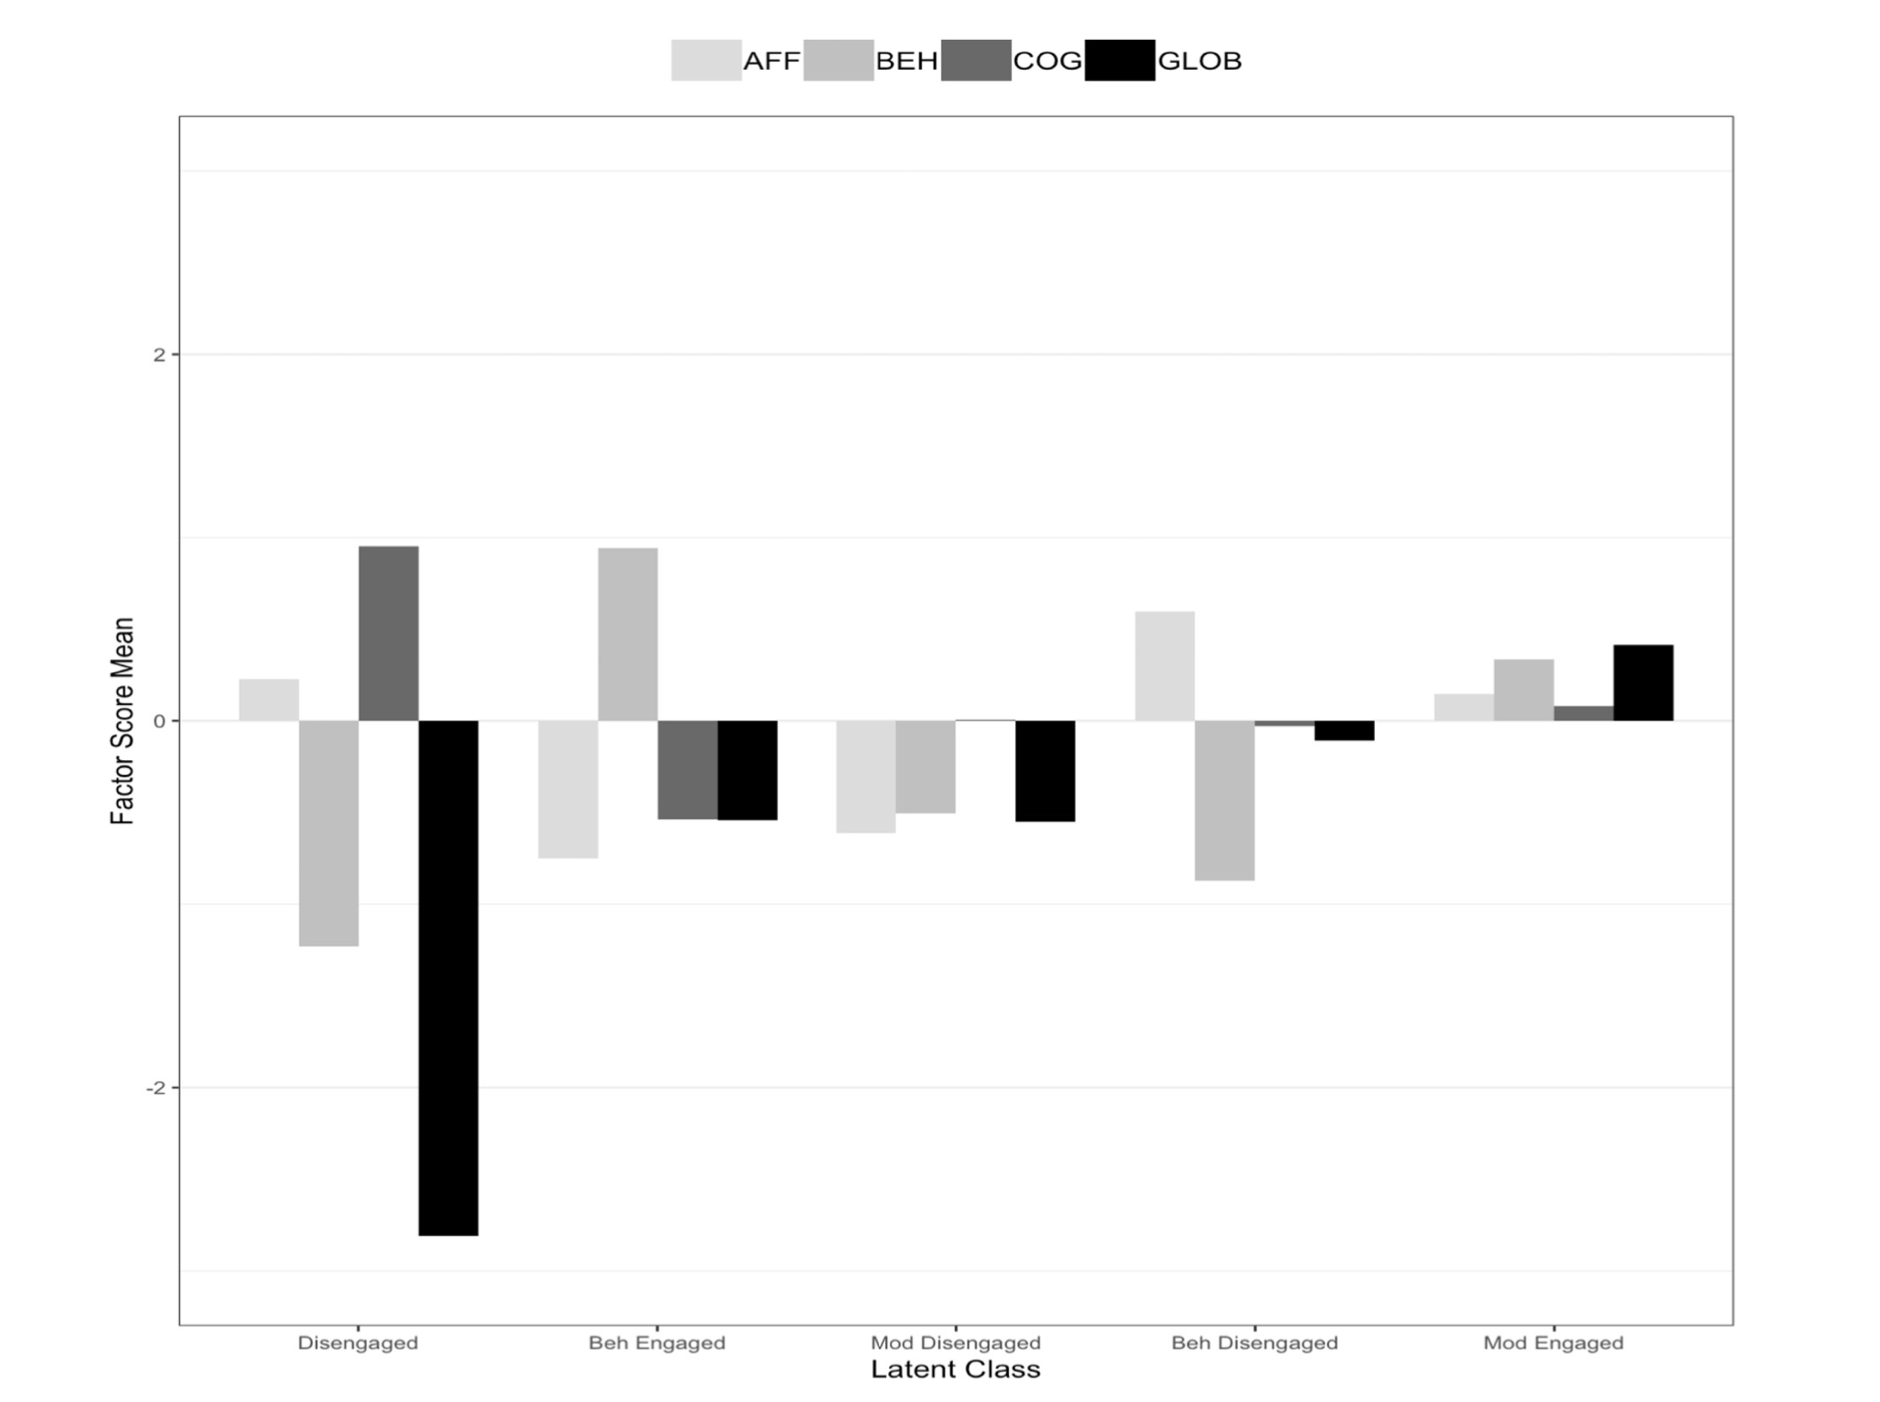 AFF BEH COG GLOB
2
0
-2
Factor Score Mean
Disengaged Beh Engaged Mod Disengaged Beh Disengaged Mod Engaged
Latent Class